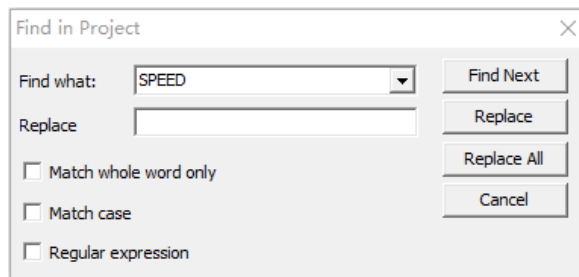 Find in Project
Find what:
SPEED
Find Next
Replace
Replace
Match whole word only
Replace All
Match case
Cancel
Regular expression